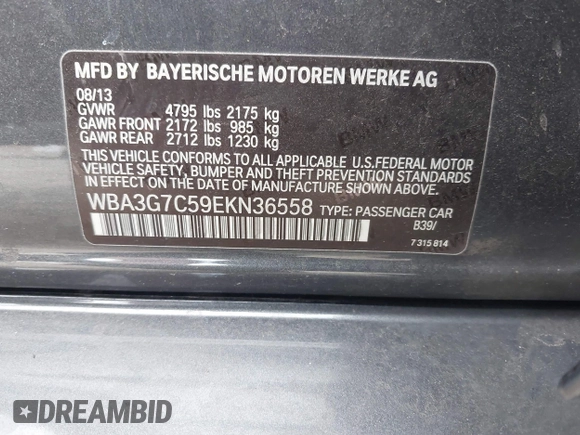 MFD BY BAYERISCHE MOTOREN WERKE AG
08/13
GVWR 4795 lbs 2175 kg
GAWR FRONT 2172 lbs 985 kg
GAWR REAR 2712 lbs 1230 kg
THIS VEHICLE CONFORMS TO ALL APPLICABLE U.S.FEDERAL MOTOR
VEHICLE SAFETY, BUMPER AND THEFT PREVENTION STANDARDS
IN EFFECT ON THE DATE OF MANUFACTURE SHOWN ABOVE.
WBA3G7C59EKN36558 TYPE: PASSENGER CAR
B39/
7 315 814
DREAMBID